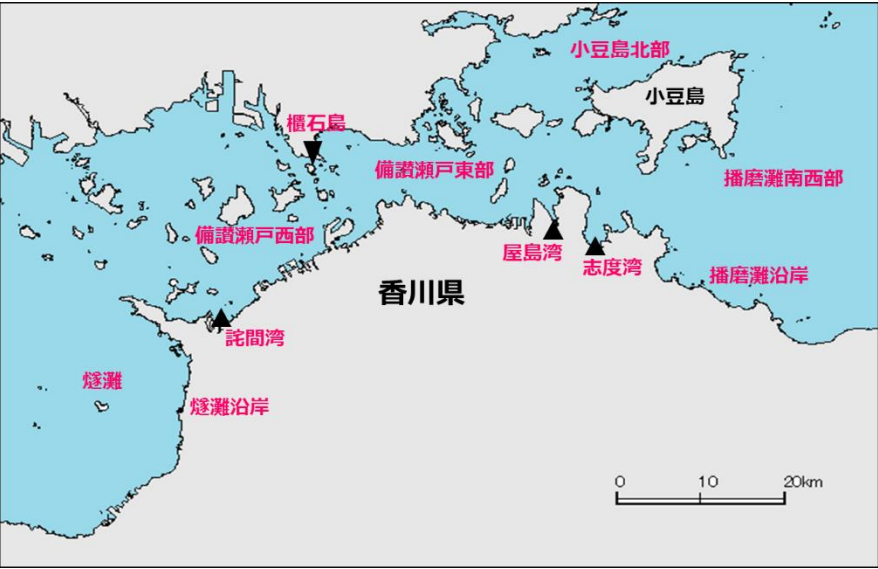 小豆島北部
小豆島
櫃石島
備讃瀬戸東部
播磨灘南西部
備讃瀬戸西部
屋島湾
志度湾
播磨灘沿岸
香川県
詫間湾
燧灘
燧灘沿岸
0 10 20km